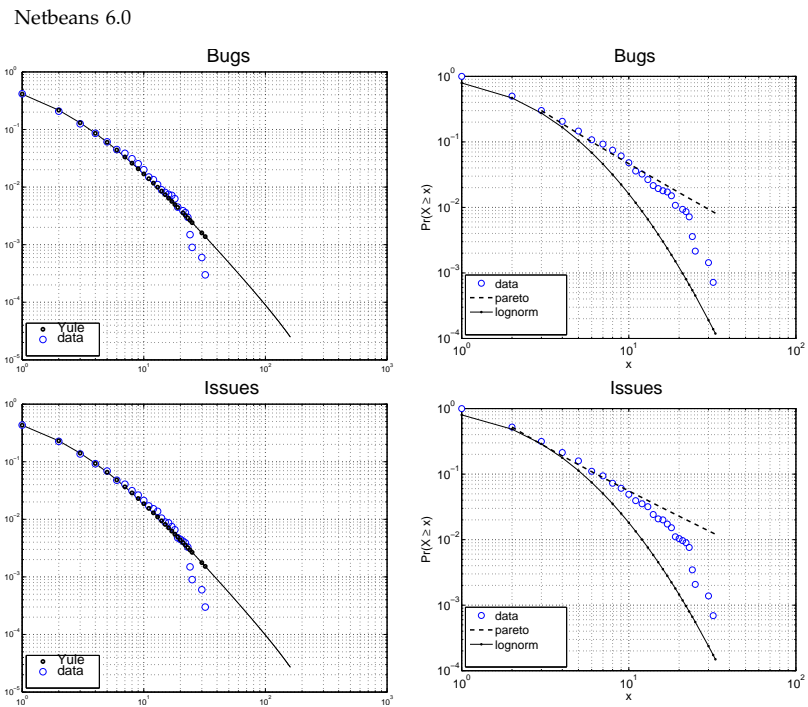 Netbeans 6.0
Bugs
10^0
10^-1
10^-2
10^-3
10^-4
10^-5
10^0 10^1 10^2 10^3
Yule
data
Bugs
10^0
10^-1
10^-2
10^-3
10^-4
Pr(X ≥ x)
10^0 10^1 10^2
x
data
pareto
lognorm
Issues
10^0
10^-1
10^-2
10^-3
10^-4
10^-5
10^0 10^1 10^2 10^3
Yule
data
Issues
10^0
10^-1
10^-2
10^-3
10^-4
Pr(X ≥ x)
10^0 10^1 10^2
x
data
pareto
lognorm